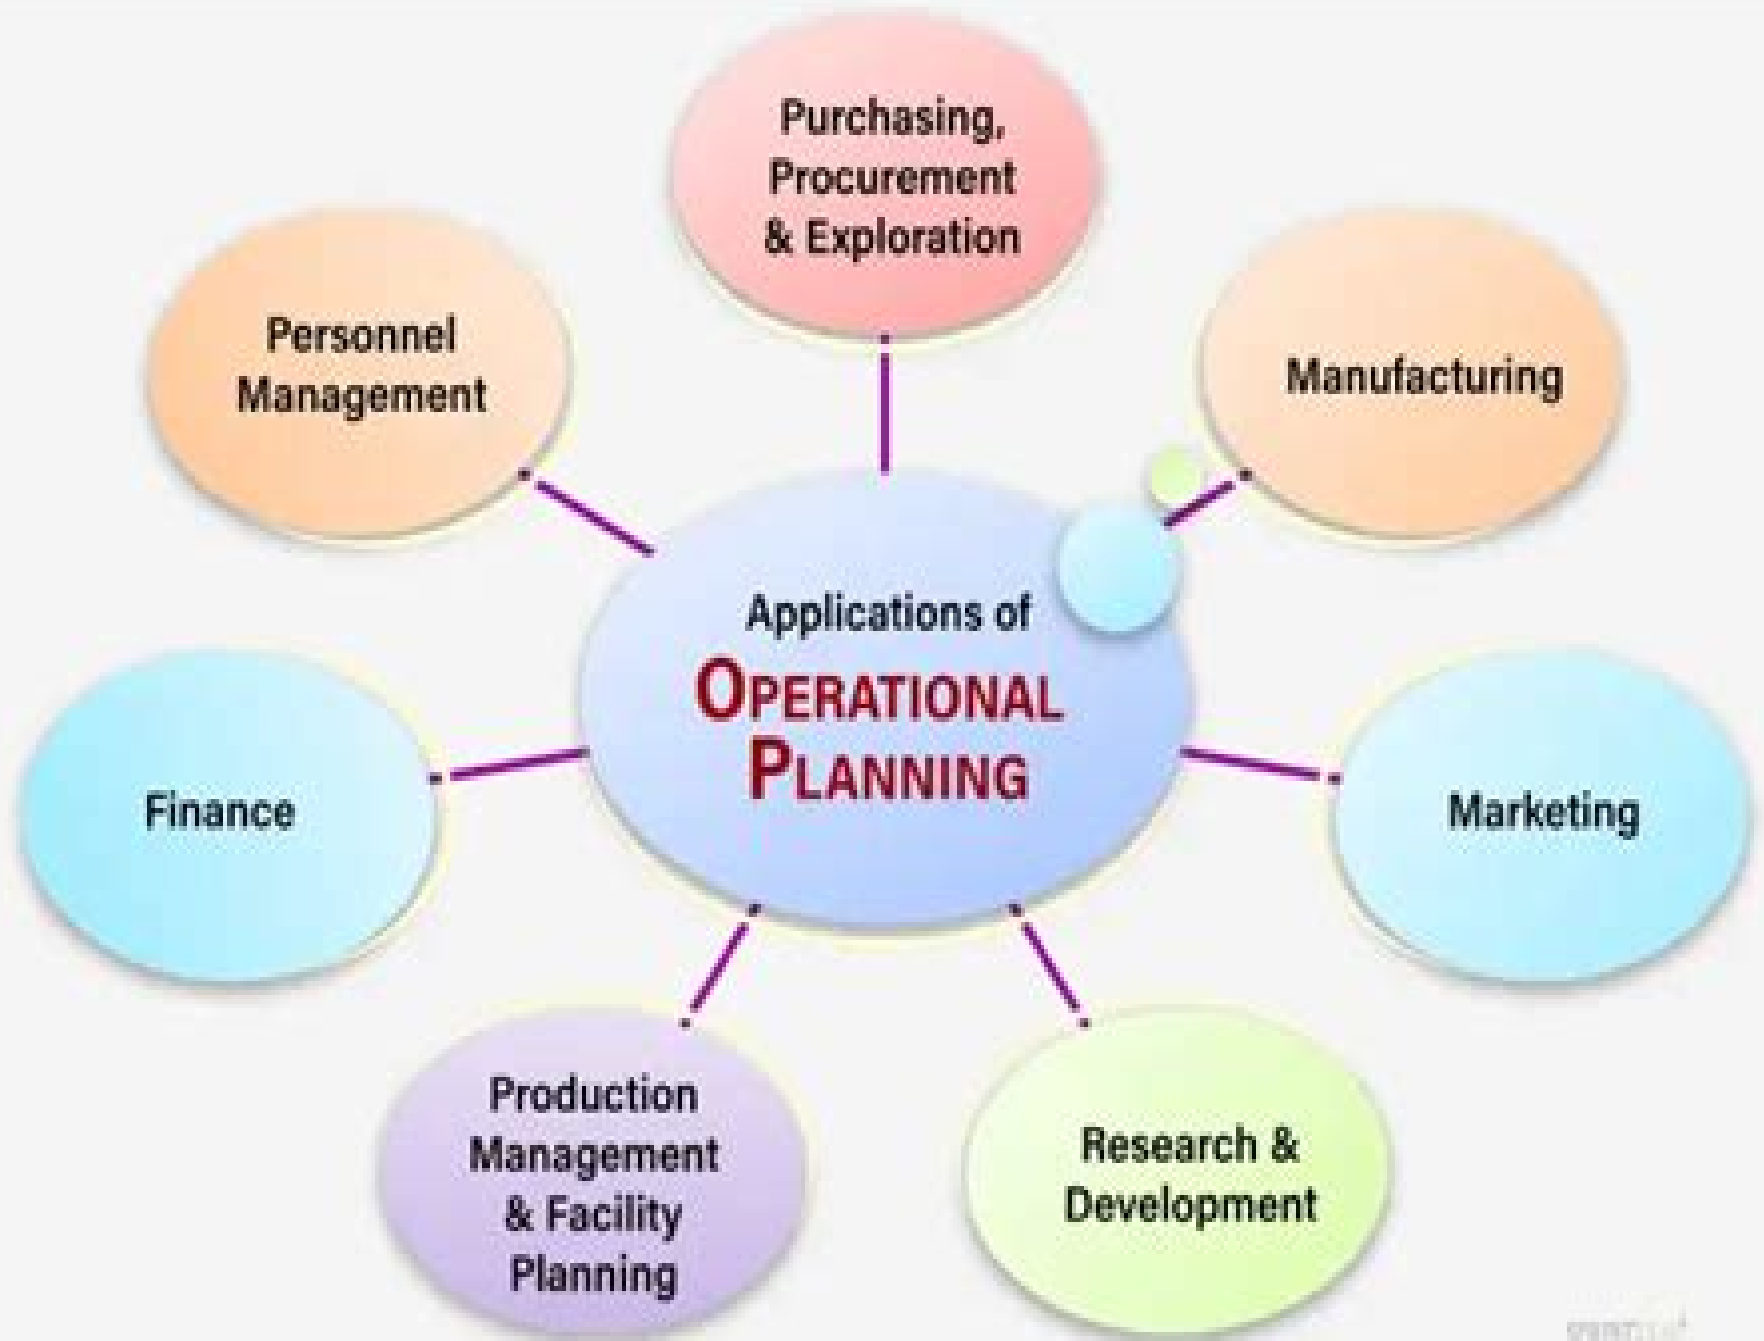 Purchasing,
Procurement
& Exploration
Personnel
Management
Manufacturing
Applications of
OPERATIONAL
PLANNING
Finance
Marketing
Production
Management
& Facility
Planning
Research &
Development